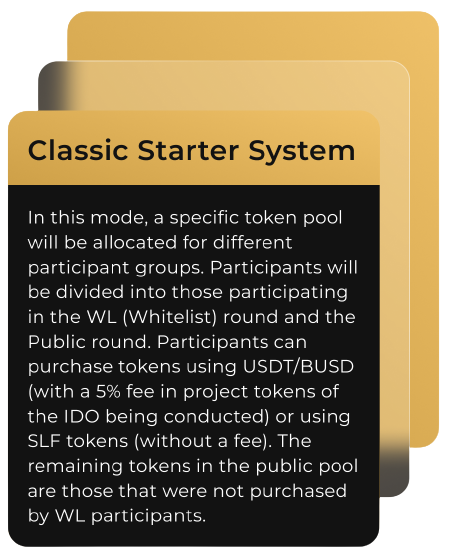 Classic Starter System
In this mode, a specific token pool
will be allocated for different
participant groups. Participants will
be divided into those participating
in the WL (Whitelist) round and the
Public round. Participants can
purchase tokens using USDT/BUSD
(with a 5% fee in project tokens of
the IDO being conducted) or using
SLF tokens (without a fee). The
remaining tokens in the public pool
are those that were not purchased
by WL participants.